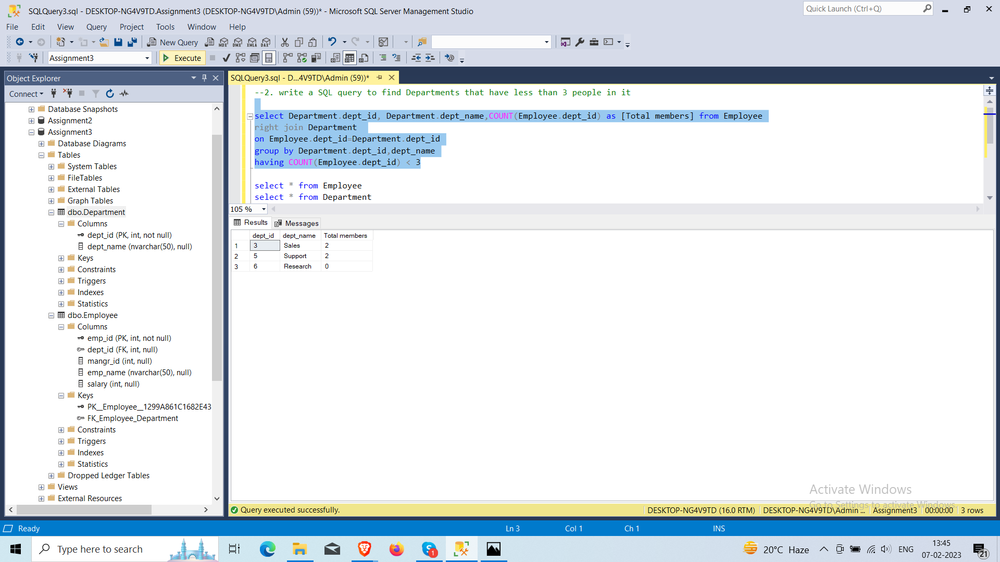 SQLQuery3.sql - DESKTOP-NG4V9TD.Assignment3 (DESKTOP-NG4V9TD\Admin (59))* - Microsoft SQL Server Management Studio
Quick Launch (Ctrl+Q)
File Edit View Query Project Tools Window Help
New Query MDX DMX XMLA DAX
Assignment3 Execute
Object Explorer
Connect
Database Snapshots
Assignment2
Assignment3
Database Diagrams
Tables
System Tables
FileTables
External Tables
Graph Tables
dbo.Department
Columns
dept_id (PK, int, not null)
dept_name (nvarchar(50), null)
Keys
Constraints
Triggers
Indexes
Statistics
dbo.Employee
Columns
emp_id (PK, int, not null)
dept_id (FK, int, null)
mangr_id (int, null)
emp_name (nvarchar(50), null)
salary (int, null)
Keys
PK__Employee__1299A861C1682E43
FK_Employee_Department
Constraints
Triggers
Indexes
Statistics
Dropped Ledger Tables
Views
External Resources
SQLQuery3.sql - D...4V9TD\Admin (59))*
--2. write a SQL query to find Departments that have less than 3 people in it
select Department.dept_id, Department.dept_name,COUNT(Employee.dept_id) as [Total members] from Employee
right join Department
on Employee.dept_id=Department.dept_id
group by Department.dept_id,dept_name
having COUNT(Employee.dept_id) < 3
select * from Employee
select * from Department
105 %
Results Messages
dept_id dept_name Total members
1 3 Sales 2
2 5 Support 2
3 6 Research 0
Activate Windows
Go to Settings to activate Windows.
Query executed successfully. DESKTOP-NG4V9TD (16.0 RTM) DESKTOP-NG4V9TD\Admin ... Assignment3 00:00:00 3 rows
Ready Ln 3 Col 1 Ch 1 INS
Type here to search
1
20°C Haze ENG
13:45
07-02-2023
21